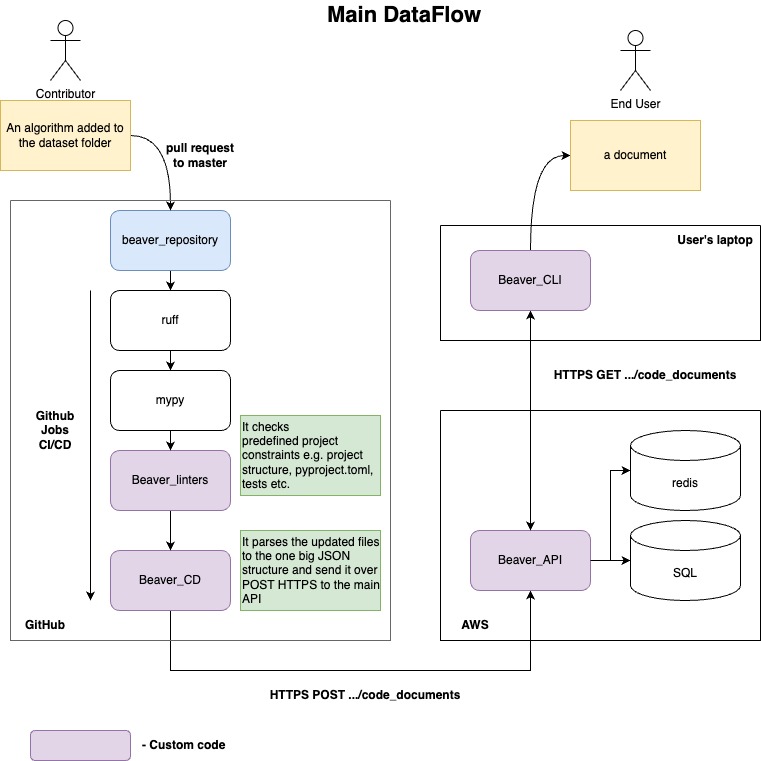 Main DataFlow
Contributor
An algorithm added to
the dataset folder
pull request
to master
beaver_repository
ruff
mypy
Github
Jobs
CI/CD
Beaver_linters
It checks
predefined project
constraints e.g. project
structure, pyproject.toml,
tests etc.
Beaver_CD
It parses the updated files
to the one big JSON
structure and send it over
POST HTTPS to the main
API
GitHub
End User
a document
User's laptop
Beaver_CLI
HTTPS GET .../code_documents
Beaver_API
redis
SQL
AWS
HTTPS POST .../code_documents
- Custom code